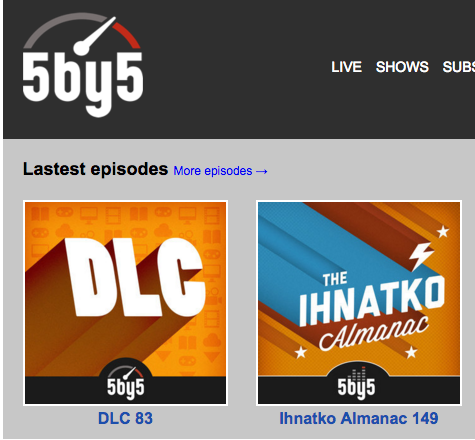 5by5
LIVE SHOWS SUBS
Lastest episodes More episodes →
DLC
5by5
THE
IHNATKO
Almanac
5by5
DLC 83
Ihnatko Almanac 149